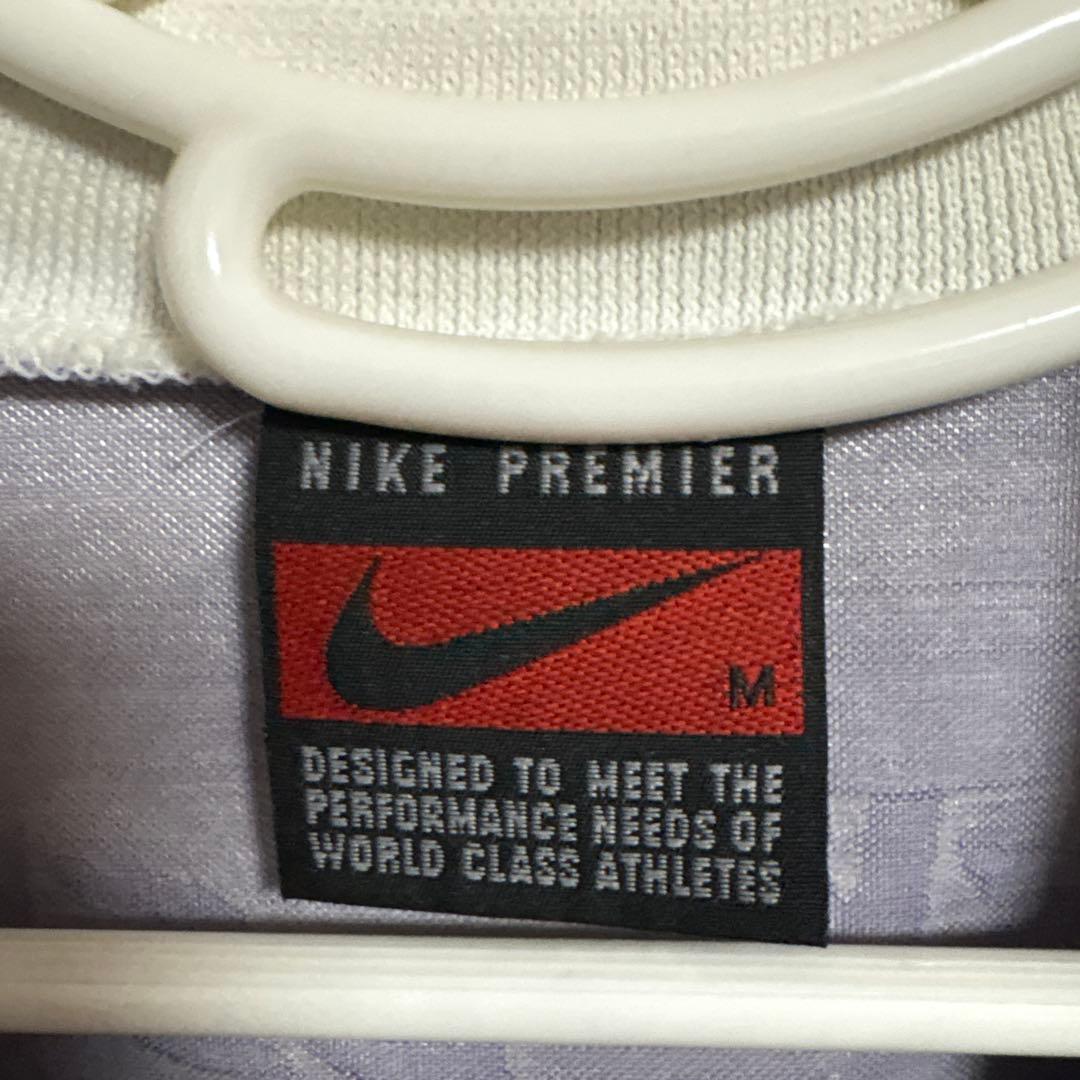 NIKE PREMIER
M
DESIGNED TO MEET THE
PERFORMANCE NEEDS OF
WORLD CLASS ATHLETES